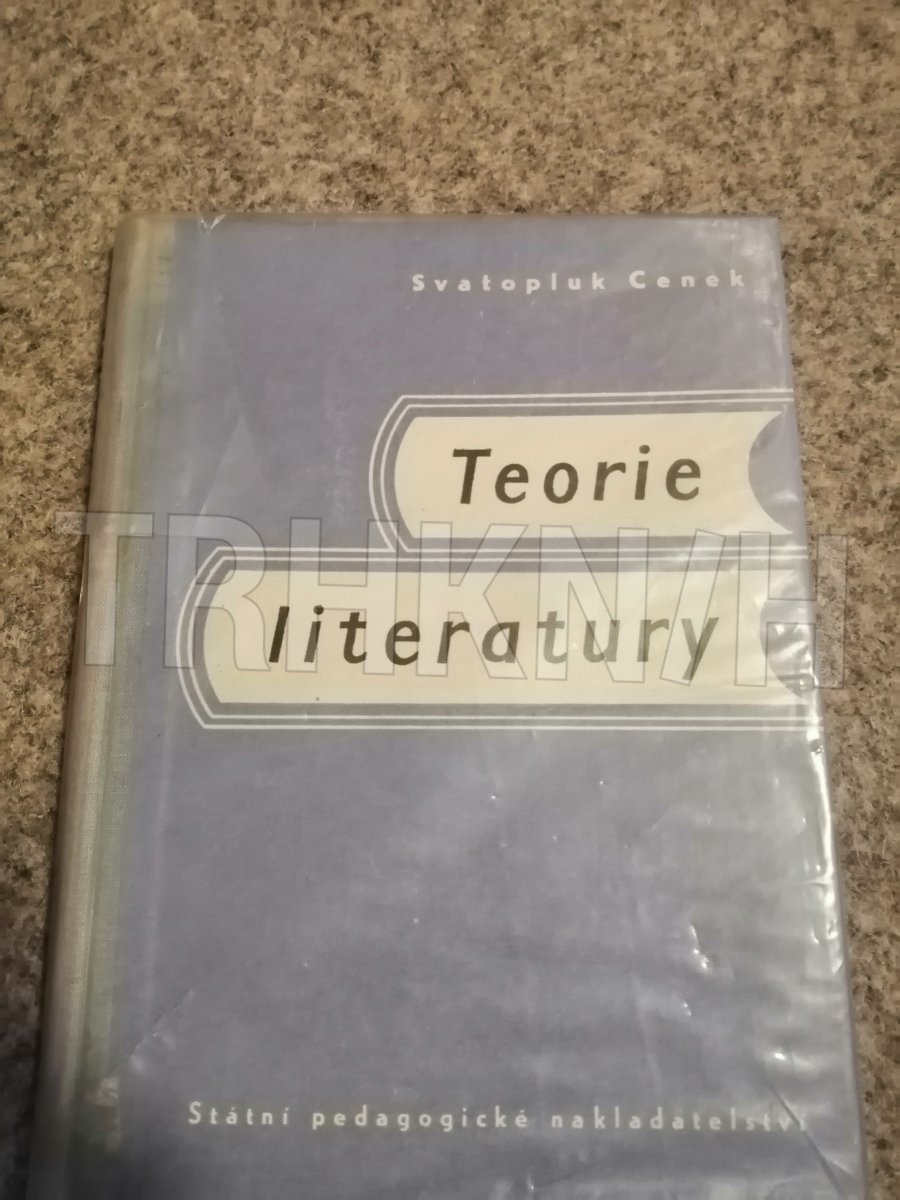 Svatopluk Cenek
Teorie
literatury
TRHKNIH
Státní pedagogické nakladatelství